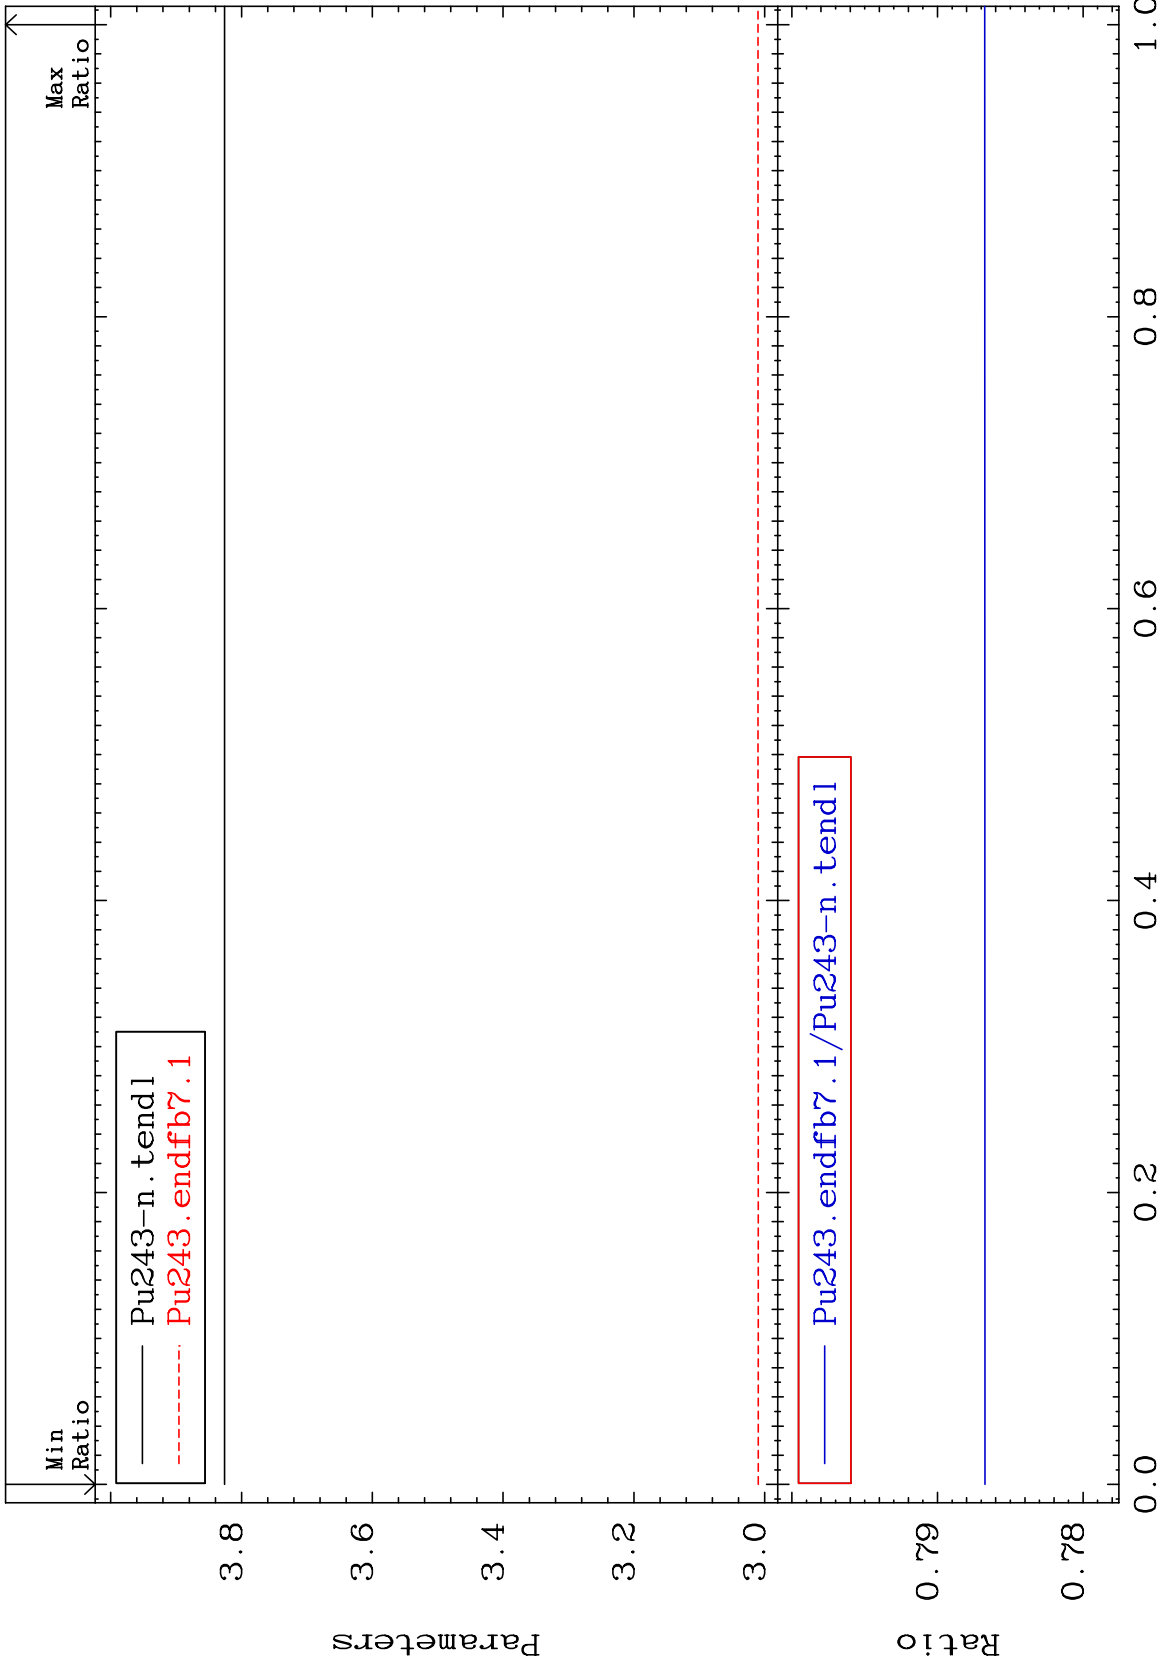 Min
Ratio
Max
Ratio
Pu243-n.tendl
Pu243.endfb7.1
3.8
3.6
3.4
3.2
3.0
Parameters
Pu243.endfb7.1/Pu243-n.tendl
0.79
0.78
Ratio
0.0
0.2
0.4
0.6
0.8
1.0